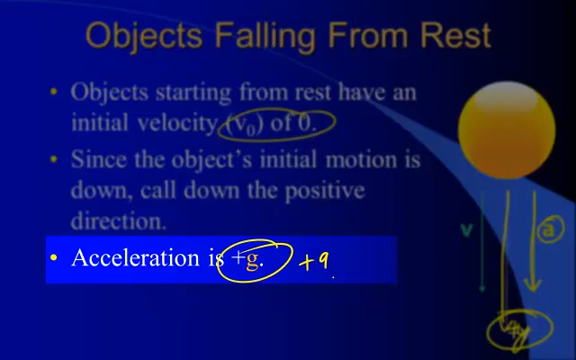 Objects Falling From Rest
• Objects starting from rest have an
initial velocity (v₀) of 0.
• Since the object's initial motion is
down, call down the positive
direction.
• Acceleration is +g. +9.
v
a
+y